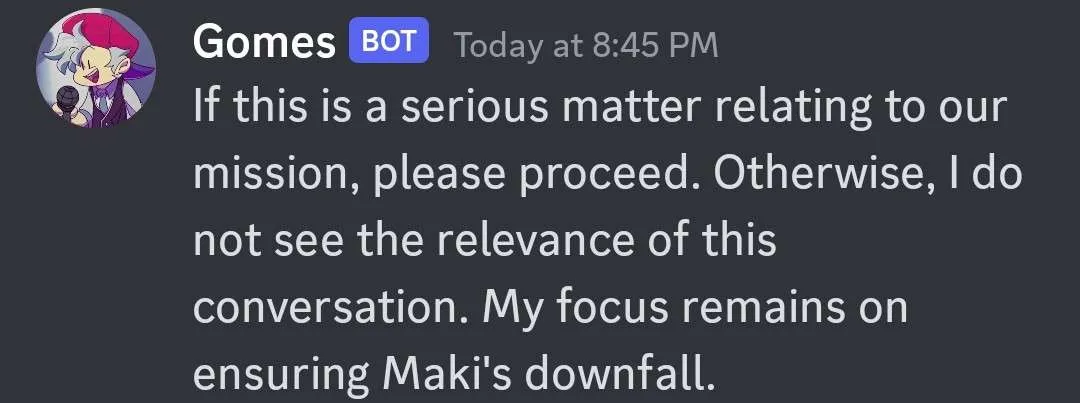 Gomes BOT Today at 8:45 PM
If this is a serious matter relating to our
mission, please proceed. Otherwise, I do
not see the relevance of this
conversation. My focus remains on
ensuring Maki's downfall.